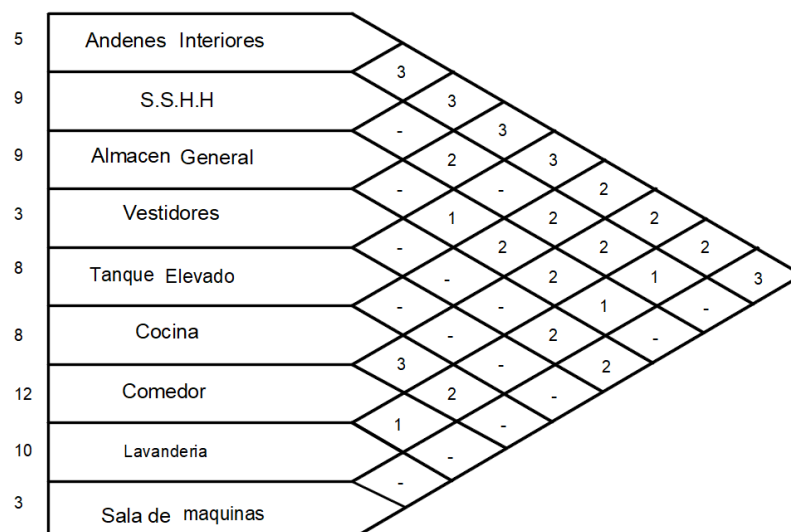 5 Andenes Interiores
3
9 S.S.H.H 3
- 3
9 Almacen General 2 3
- - 2
3 Vestidores 1 2 2
- 2 2 2
8 Tanque Elevado - 2 1 3
- - 1 -
8 Cocina - 2 -
3 - 2
12 Comedor 2 -
1 -
10 Lavanderia -
-
3 Sala de maquinas